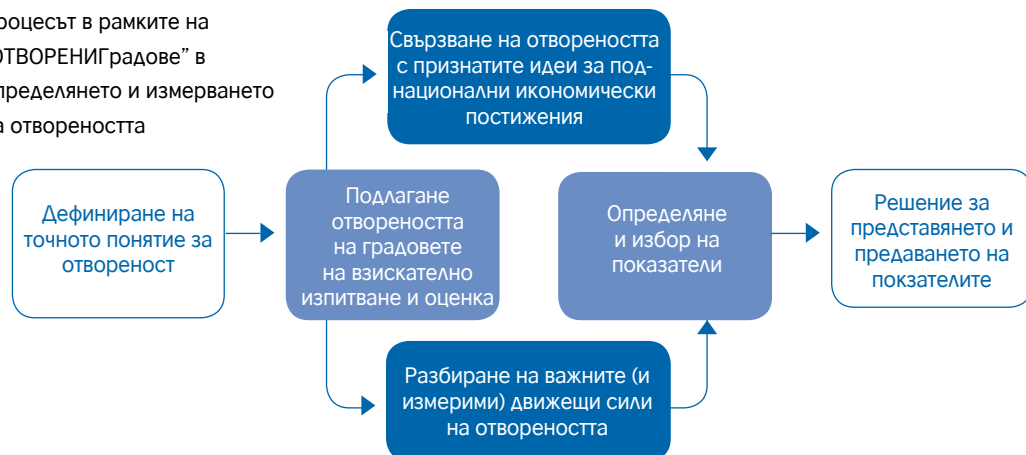 роцесът в рамките на
ОТВОРЕНИГрадове” в
пределянето и измерването
а отвореността
Свързване на отвореността
с признатите идеи за под-
национални икономически
постижения
Дефиниране на
точното понятие за
отвореност
Подлагане
отвореността
на градовете
на взискателно
изпитване и оценка
Определяне
и избор на
показатели
Решение за
представянето и
предаването на
покзателите
Разбиране на важните (и
измерими) движещи сили
на отвореността